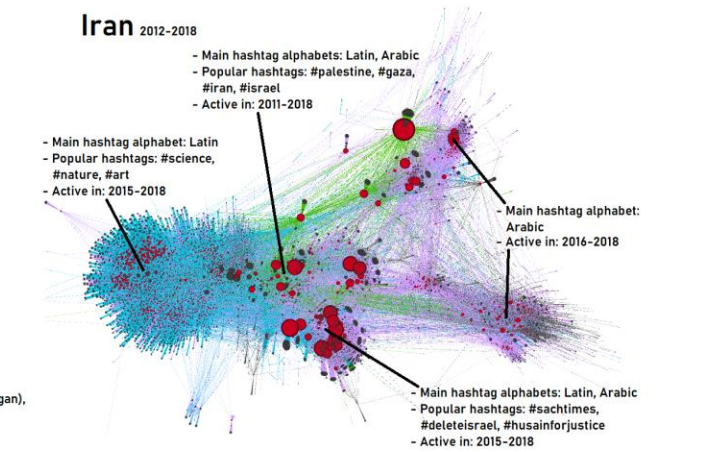 Iran 2012-2018
- Main hashtag alphabets: Latin, Arabic
- Popular hashtags: #palestine, #gaza,
#iran, #israel
- Active in: 2011-2018
- Main hashtag alphabet: Latin
- Popular hashtags: #science,
#nature, #art
- Active in: 2015-2018
- Main hashtag alphabet:
Arabic
- Active in: 2016-2018
- Main hashtag alphabets: Latin, Arabic
- Popular hashtags: #sachtimes,
#deleteisrael, #husainforjustice
- Active in: 2015-2018
gan),